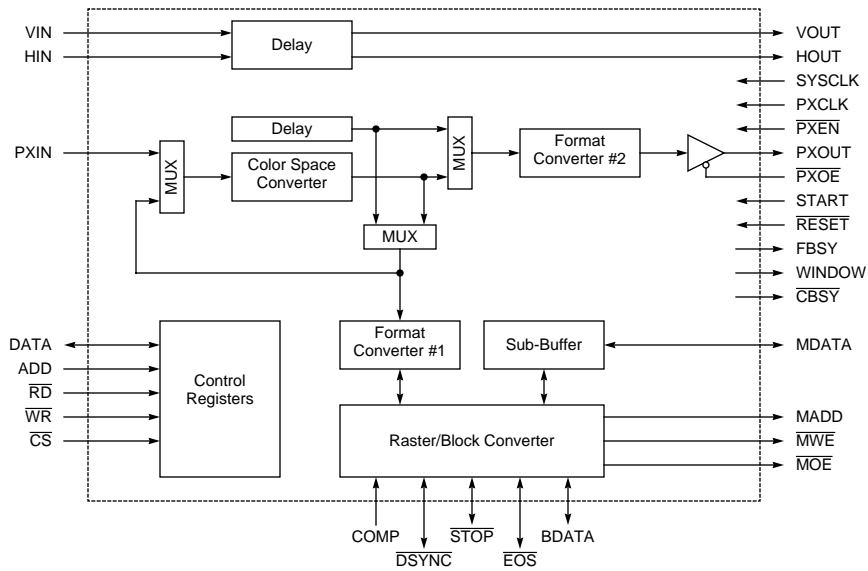 VIN
HIN
Delay
VOUT
HOUT
SYSCLK
PXCLK
PXEN
PXIN
MUX
Delay
Color Space
Converter
MUX
Format
Converter #2
PXOUT
PXOE
START
RESET
FBSY
WINDOW
CBSY
MUX
DATA
ADD
RD
WR
CS
Control
Registers
Format
Converter #1
Sub-Buffer
MDATA
Raster/Block Converter
MADD
MWE
MOE
COMP
DSYNC
STOP
EOS
BDATA